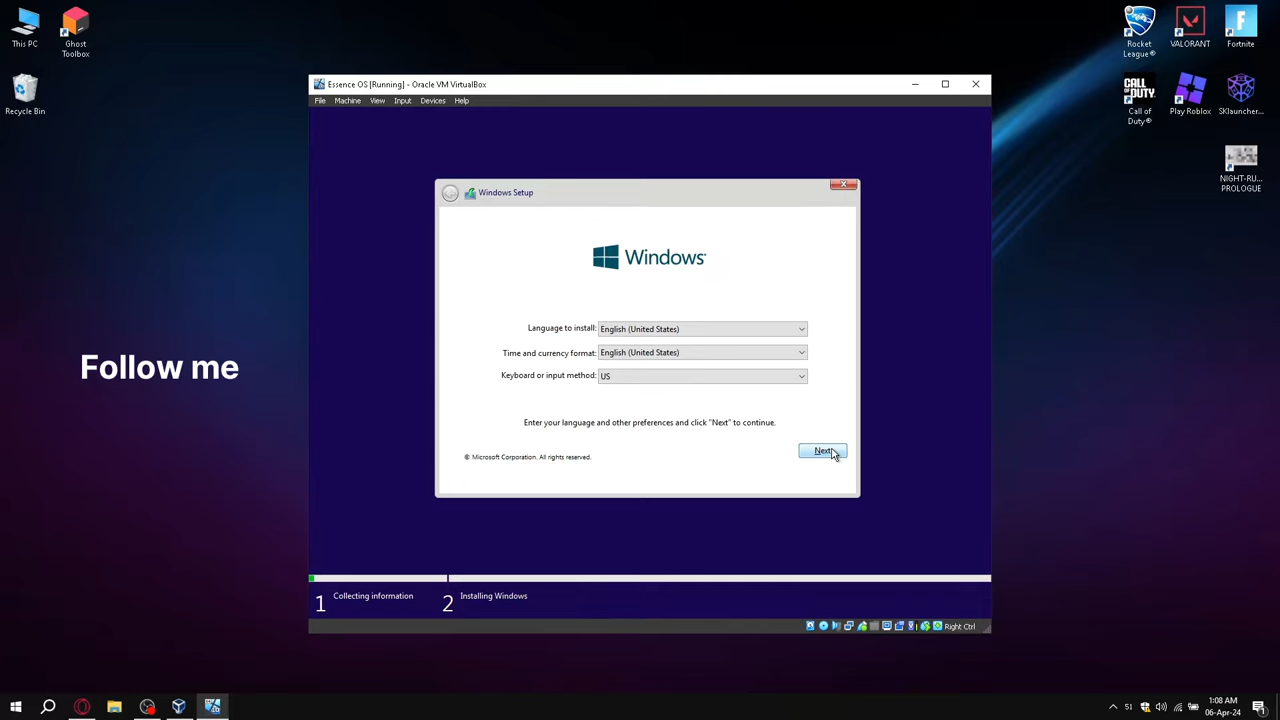 This PC
Ghost
Toolbox
Recycle Bin
Rocket
League®
VALORANT
Fortnite
CALL OF DUTY
Call of
Duty®
Play Roblox
SKlauncher...
NIGHT-RU...
PROLOGUE
Essence OS [Running] - Oracle VM VirtualBox
File Machine View Input Devices Help
Windows Setup
Windows
Language to install: English (United States)
Time and currency format: English (United States)
Keyboard or input method: US
Enter your language and other preferences and click "Next" to continue.
Next
© Microsoft Corporation. All rights reserved.
Follow me
1 Collecting information 2 Installing Windows
Right Ctrl
51
1:08 AM
06-Apr-24